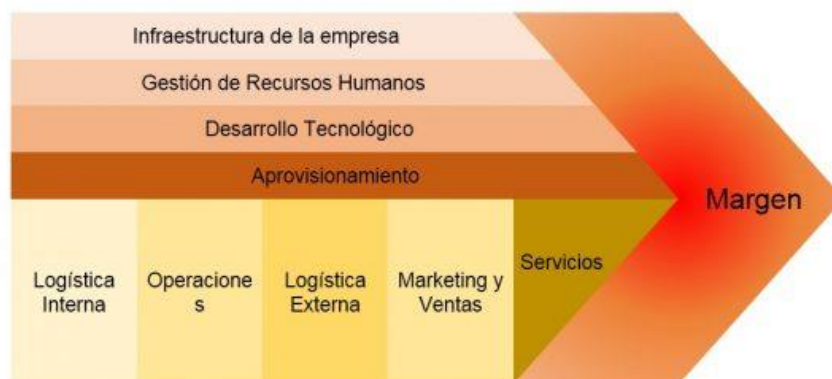 Infraestructura de la empresa
Gestión de Recursos Humanos
Desarrollo Tecnológico
Aprovisionamiento
Margen
Logística
Interna
Operacione
s
Logística
Externa
Marketing y
Ventas
Servicios